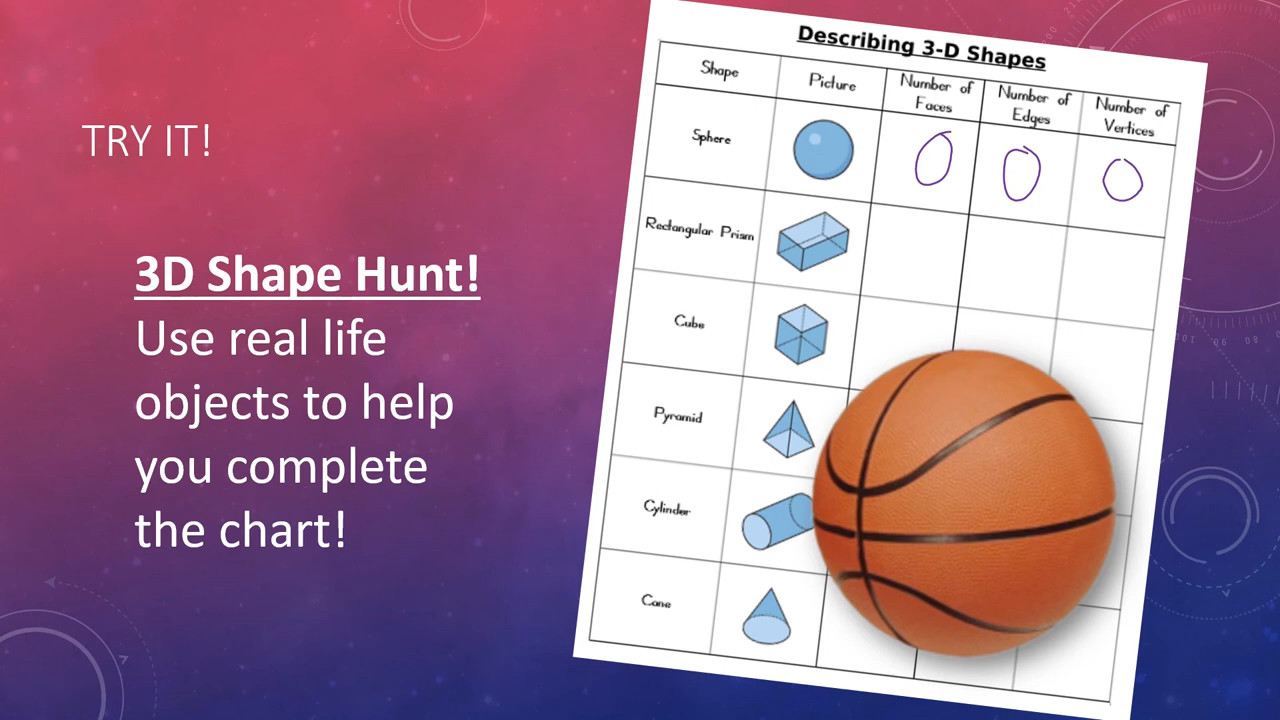 TRY IT!
3D Shape Hunt!
Use real life
objects to help
you complete
the chart!
Describing 3-D Shapes
Shape Picture Number of Faces Number of Edges Number of Vertices
Sphere 0 0 0
Rectangular Prism
Cube
Pyramid
Cylinder
Cone